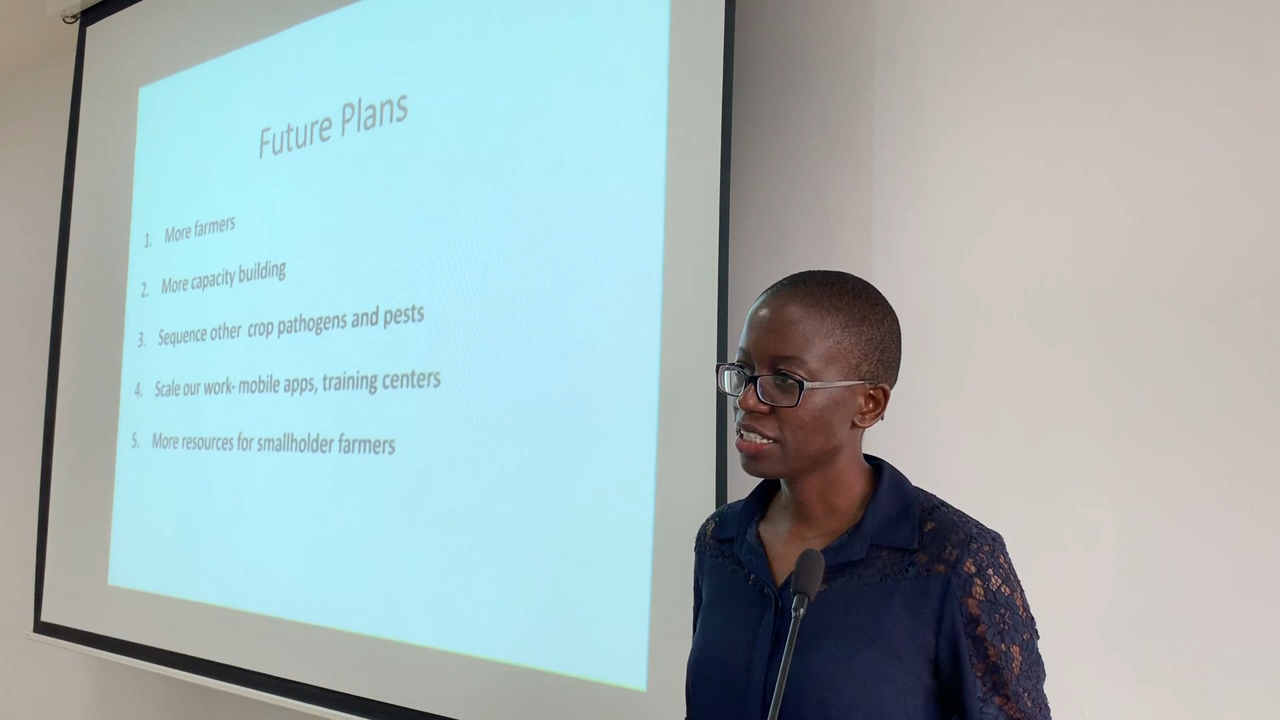 Future Plans
1. More farmers
2. More capacity building
3. Sequence other crop pathogens and pests
4. Scale our work- mobile apps, training centers
5. More resources for smallholder farmers